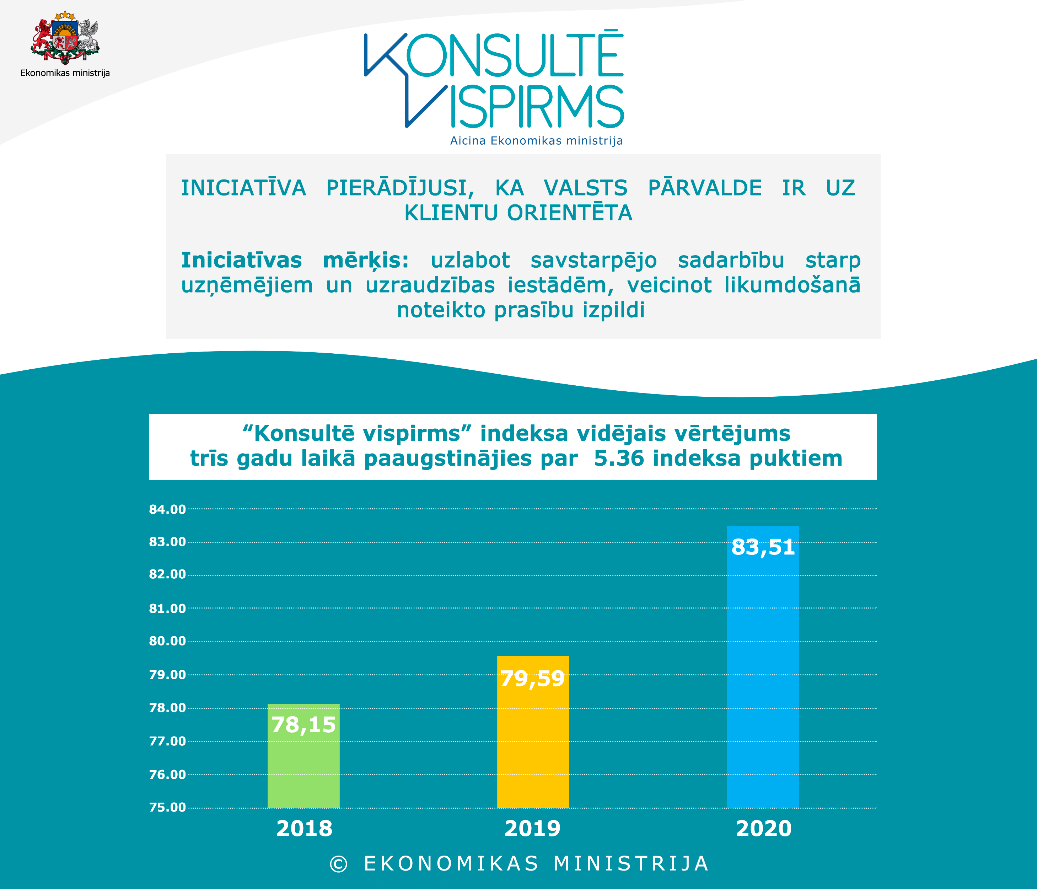 Ekonomikas ministrija
KONSULTĒ
VISPIRMS
Aicina Ekonomikas ministrija
INICIATĪVA PIERĀDĪJUSI, KA VALSTS PĀRVALDE IR UZ
KLIENTU ORIENTĒTA
Iniciatīvas mērķis: uzlabot savstarpējo sadarbību starp
uzņēmējiem un uzraudzības iestādēm, veicinot likumdošanā
noteikto prasību izpildi
“Konsultē vispirms” indeksa vidējais vērtējums
trīs gadu laikā paaugstinājies par 5.36 indeksa puktiem
84.00
83.00
82.00
81.00
80.00
79.00
78.00
77.00
76.00
75.00
78,15
79,59
83,51
2018
2019
2020
© EKONOMIKAS MINISTRIJA